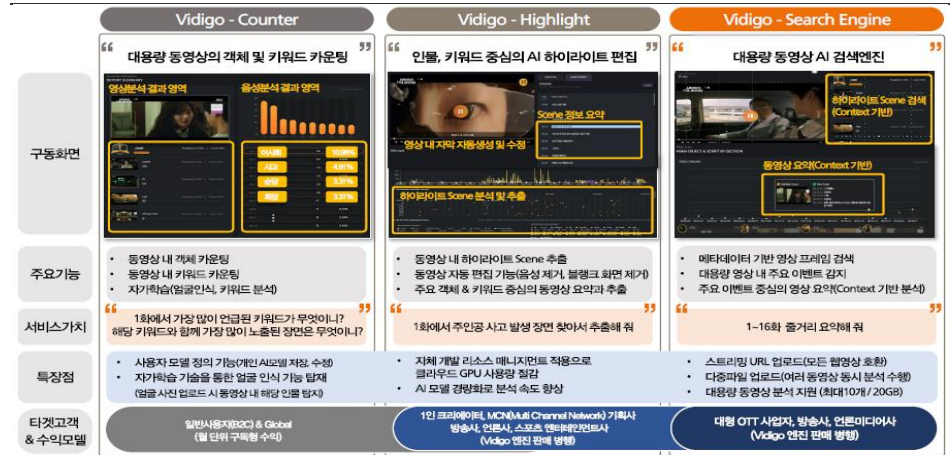 Vidigo - Counter
Vidigo - Highlight
Vidigo - Search Engine
“ 대용량 동영상의 객체 및 키워드 카운팅 ”
“ 인물, 키워드 중심의 AI 하이라이트 편집 ”
“ 대용량 동영상 AI 검색엔진 ”
구동화면
영상분석 결과 영역
음성분석 결과 영역
이사회 10.96%
사고 4.91%
순양 3.31%
회장 3.31%
Scene 정보 요약
영상 내 자막 자동생성 및 수정
하이라이트 Scene 분석 및 추출
하이라이트 Scene 검색
(Context 기반)
동영상 요약(Context 기반)
주요기능
• 동영상 내 객체 카운팅
• 동영상 내 키워드 카운팅
• 자가학습(얼굴인식, 키워드 분석)
• 동영상 내 하이라이트 Scene 추출
• 동영상 자동 편집 기능(음성 제거, 블랭크 화면 제거)
• 주요 객체 & 키워드 중심의 동영상 요약과 추출
• 메타데이터 기반 영상 프레임 검색
• 대용량 영상 내 주요 이벤트 감지
• 주요 이벤트 중심의 영상 요약(Context 기반 분석)
서비스가치
“ 1화에서 가장 많이 언급된 키워드가 무엇이니? ”
해당 키워드와 함께 가장 많이 노출된 장면은 무엇이니?
“ 1화에서 주인공 사고 발생 장면 찾아서 추출해 줘 ”
“ 1~16화 줄거리 요약해 줘 ”
특장점
• 사용자 모델 정의 기능(개인 AI모델 저장, 수정)
• 자가학습 기술을 통한 얼굴 인식 기능 탑재
(얼굴 사진 업로드 시 동영상 내 해당 인물 탐지)
• 자체 개발 리소스 매니지먼트 적용으로
클라우드 GPU 사용량 절감
• AI 모델 경량화로 분석 속도 향상
• 스트리밍 URL 업로드(모든 웹영상 호환)
• 다중파일 업로드(여러 동영상 동시 분석 수행)
• 대용량 동영상 분석 지원 (최대10개 / 20GB)
타겟고객
& 수익모델
일반사용자(B2C) & Global
(월 단위 구독형 수익)
1인 크리에이터, MCN(Multi Channel Network) 기획사
방송사, 언론사, 스포츠 엔터테인먼트사
(Vidigo 엔진 판매 병행)
대형 OTT 사업자, 방송사, 언론미디어사
(Vidigo 엔진 판매 병행)